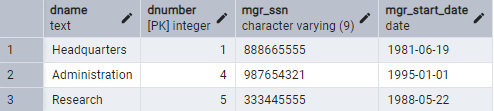 dname dnumber mgr_ssn mgr_start_date
text [PK] integer character varying (9) date
1 Headquarters 1 888665555 1981-06-19
2 Administration 4 987654321 1995-01-01
3 Research 5 333445555 1988-05-22